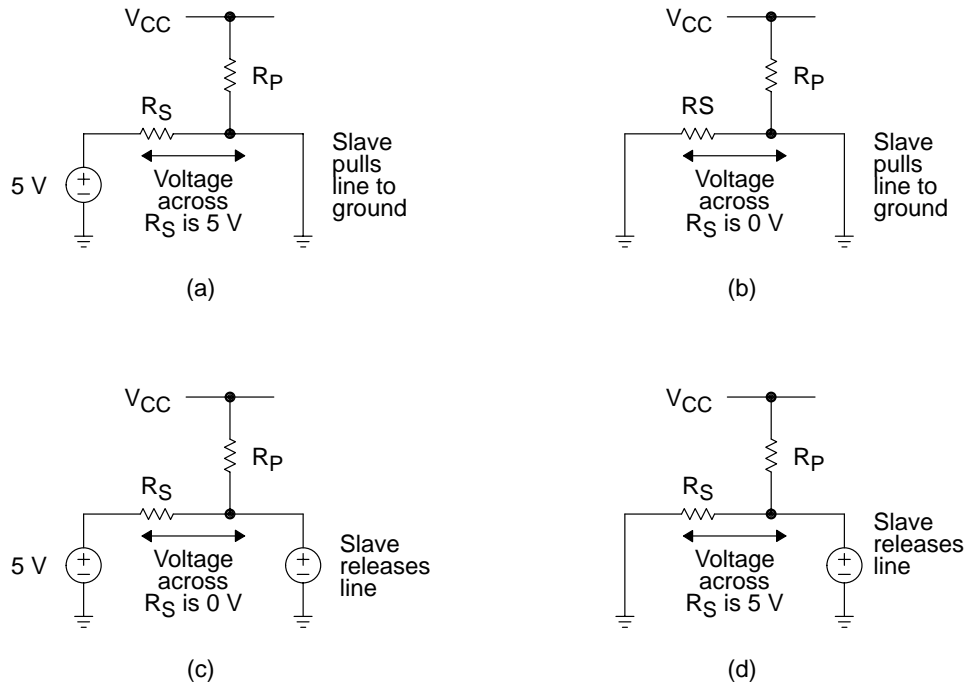 VCC
RP
RS
5 V
+
−
Voltage
across
RS is 5 V
Slave
pulls
line to
ground
(a)
VCC
RP
RS
Voltage
across
RS is 0 V
Slave
pulls
line to
ground
(b)
VCC
RP
RS
5 V
+
−
Voltage
across
RS is 0 V
+
−
Slave
releases
line
(c)
VCC
RP
RS
Voltage
across
RS is 5 V
+
−
Slave
releases
line
(d)